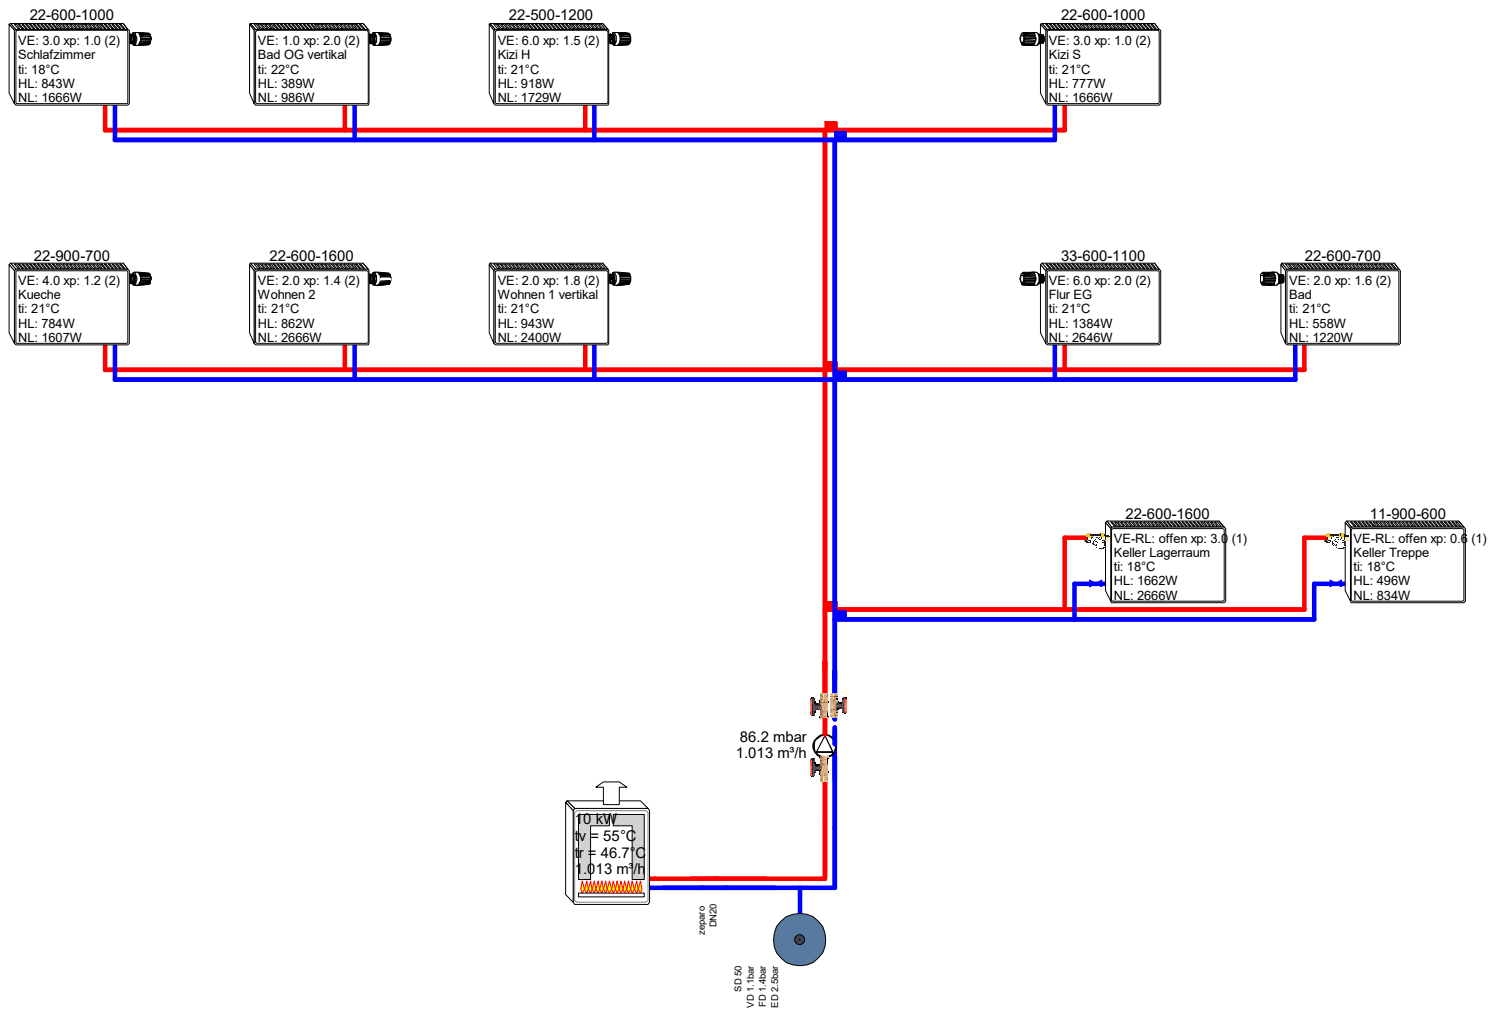 22-600-1000
VE: 3.0 xp: 1.0 (2)
Schlafzimmer
ti: 18°C
HL: 843W
NL: 1666W
VE: 1.0 xp: 2.0 (2)
Bad OG vertikal
ti: 22°C
HL: 389W
NL: 986W
22-500-1200
VE: 6.0 xp: 1.5 (2)
Kizi H
ti: 21°C
HL: 918W
NL: 1729W
22-600-1000
VE: 3.0 xp: 1.0 (2)
Kizi S
ti: 21°C
HL: 777W
NL: 1666W
22-900-700
VE: 4.0 xp: 1.2 (2)
Kueche
ti: 21°C
HL: 784W
NL: 1607W
22-600-1600
VE: 2.0 xp: 1.4 (2)
Wohnen 2
ti: 21°C
HL: 862W
NL: 2666W
VE: 2.0 xp: 1.8 (2)
Wohnen 1 vertikal
ti: 21°C
HL: 943W
NL: 2400W
33-600-1100
VE: 6.0 xp: 2.0 (2)
Flur EG
ti: 21°C
HL: 1384W
NL: 2646W
22-600-700
VE: 2.0 xp: 1.6 (2)
Bad
ti: 21°C
HL: 558W
NL: 1220W
22-600-1600
VE-RL: offen xp: 3.0 (1)
Keller Lagerraum
ti: 18°C
HL: 1662W
NL: 2666W
11-900-600
VE-RL: offen xp: 0.6 (1)
Keller Treppe
ti: 18°C
HL: 496W
NL: 834W
86.2 mbar
1.013 m³/h
10 kW
tv = 55°C
tr = 46.7°C
1.013 m³/h
zeparo
DN20
SD 50
VD 1.1bar
FD 1.4bar
ED 2.5bar